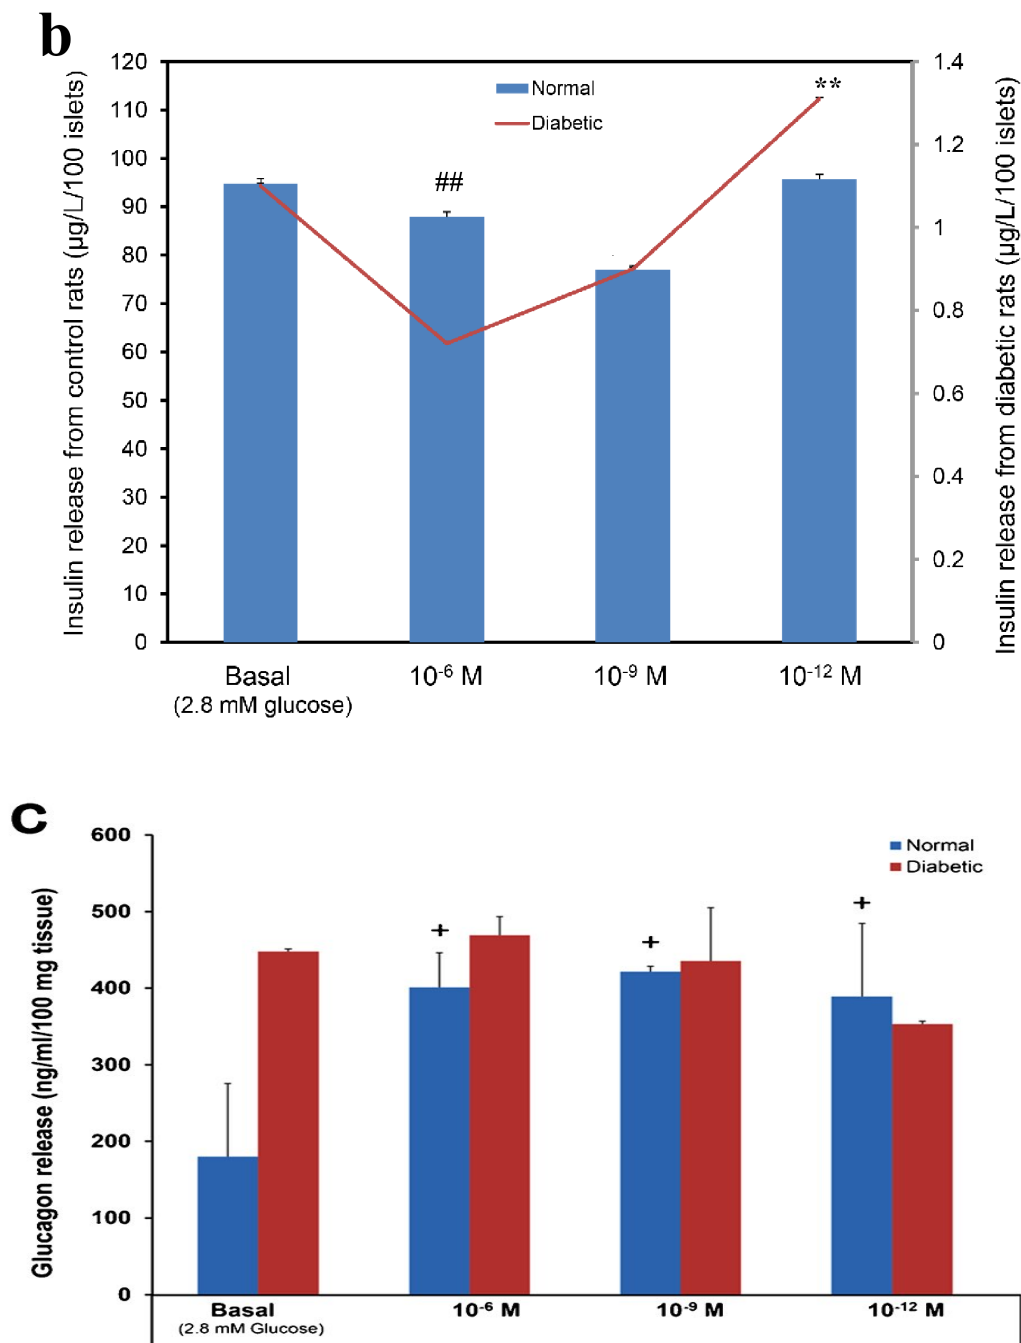 b
Insulin release from control rats (µg/L/100 islets)
120
110
100
90
80
70
60
50
40
30
20
10
0
Normal
Diabetic
##
**
1.4
1.2
1
0.8
0.6
0.4
0.2
0
Insulin release from diabetic rats (µg/L/100 islets)
Basal
(2.8 mM glucose)
10⁻⁶ M
10⁻⁹ M
10⁻¹² M
C
Glucagon release (ng/ml/100 mg tissue)
600
500
400
300
200
100
0
Normal
Diabetic
+
+
+
Basal
(2.8 mM Glucose)
10⁻⁶ M
10⁻⁹ M
10⁻¹² M